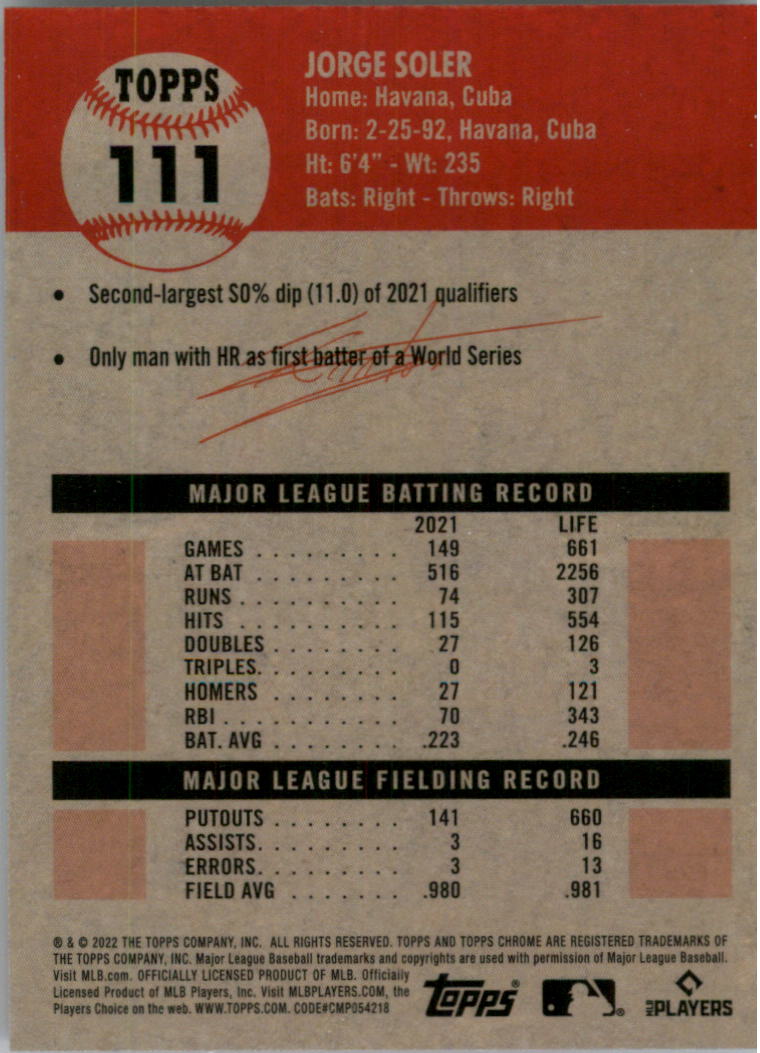 TOPPS
111
JORGE SOLER
Home: Havana, Cuba
Born: 2-25-92, Havana, Cuba
Ht: 6'4" - Wt: 235
Bats: Right - Throws: Right
• Second-largest SO% dip (11.0) of 2021 qualifiers
• Only man with HR as first batter of a World Series
MAJOR LEAGUE BATTING RECORD
2021 LIFE
GAMES . . . . . . . . . 149 661
AT BAT . . . . . . . . . 516 2256
RUNS . . . . . . . . . . 74 307
HITS . . . . . . . . . . 115 554
DOUBLES . . . . . . . . 27 126
TRIPLES. . . . . . . . . 0 3
HOMERS . . . . . . . . 27 121
RBI . . . . . . . . . . . 70 343
BAT. AVG . . . . . . . . .223 .246
MAJOR LEAGUE FIELDING RECORD
PUTOUTS . . . . . . . . 141 660
ASSISTS. . . . . . . . . 3 16
ERRORS. . . . . . . . . 3 13
FIELD AVG . . . . . . . .980 .981
® & © 2022 THE TOPPS COMPANY, INC. ALL RIGHTS RESERVED. TOPPS AND TOPPS CHROME ARE REGISTERED TRADEMARKS OF
THE TOPPS COMPANY, INC. Major League Baseball trademarks and copyrights are used with permission of Major League Baseball.
Visit MLB.com. OFFICIALLY LICENSED PRODUCT OF MLB. Officially
Licensed Product of MLB Players, Inc. Visit MLBPLAYERS.COM, the
Players Choice on the web. WWW.TOPPS.COM. CODE#CMP054218
topps®
MLB PLAYERS